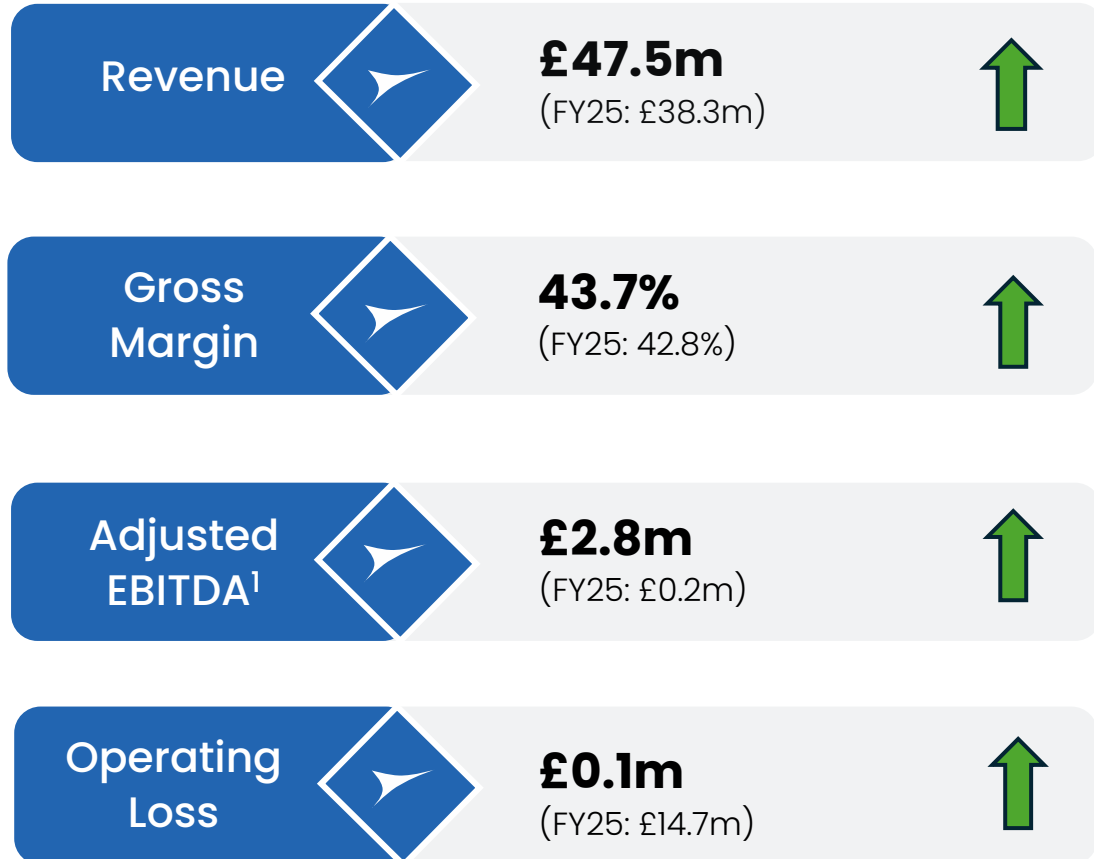 Revenue
£47.5m
(FY25: £38.3m)
Gross
Margin
43.7%
(FY25: 42.8%)
Adjusted
EBITDA¹
£2.8m
(FY25: £0.2m)
Operating
Loss
£0.1m
(FY25: £14.7m)